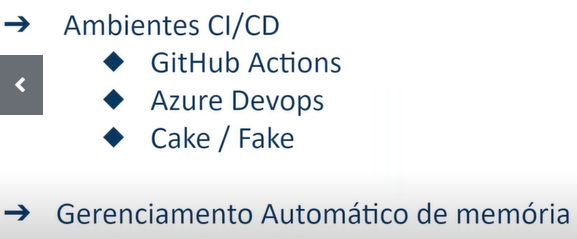 Ambientes CI/CD
GitHub Actions
Azure Devops
Cake / Fake
Gerenciamento Automático de memória